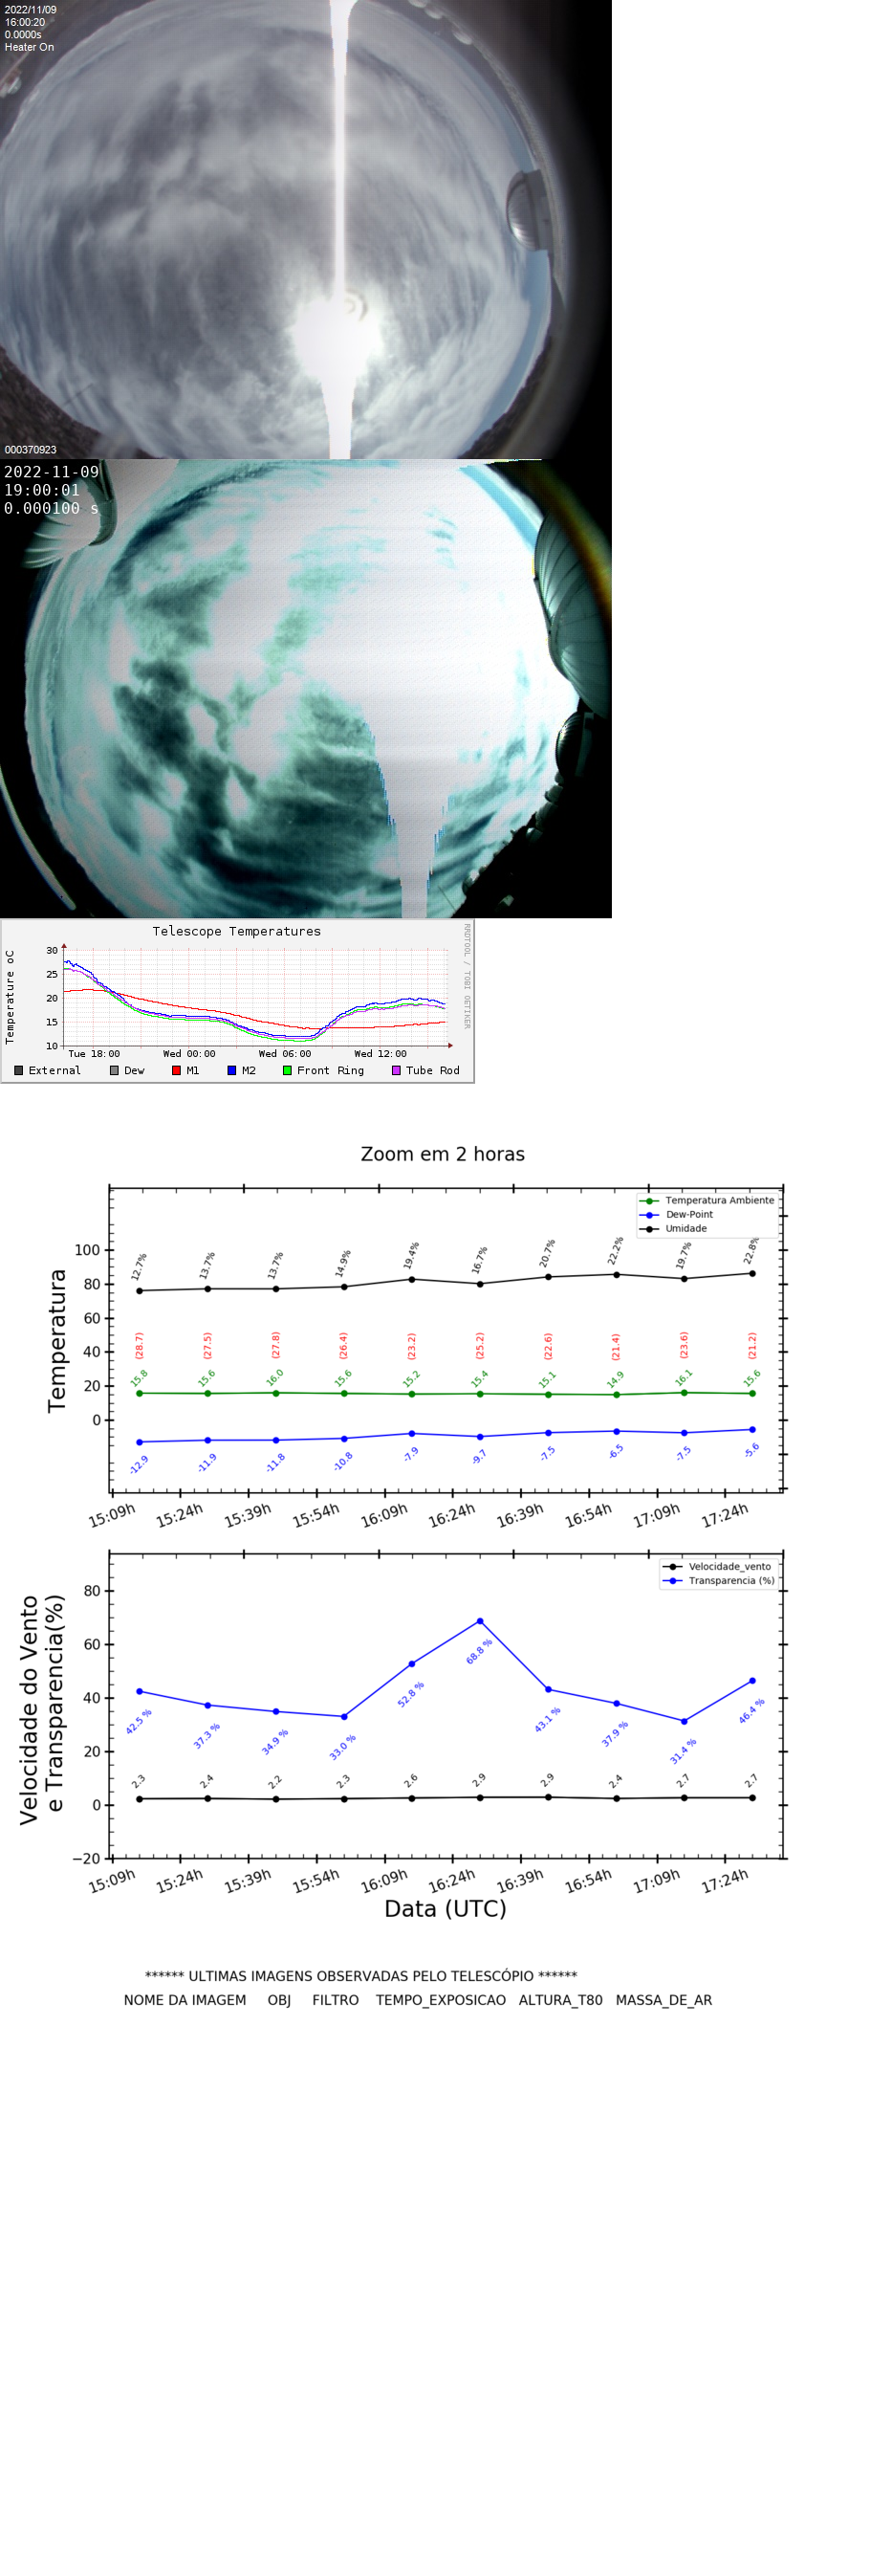 2022/11/09
16:00:20
0.0000s
Heater On
000370923
2022-11-09
19:00:01
0.000100 s
Telescope Temperatures
RRDTOOL / TOBI OETIKER
Temperature oC
30
25
20
15
10
Tue 18:00 Wed 00:00 Wed 06:00 Wed 12:00
External Dew M1 M2 Front Ring Tube Rod
Zoom em 2 horas
Temperatura
Temperatura Ambiente
Dew-Point
Umidade
100
80
60
40
20
0
12.7% 13.7% 13.7% 14.9% 19.4% 16.7% 20.7% 22.2% 19.7% 22.8%
(28.7) (27.5) (27.8) (26.4) (23.2) (25.2) (22.6) (21.4) (23.6) (21.2)
15.8 15.6 16.0 15.6 15.2 15.4 15.1 14.9 16.1 15.6
-12.9 -11.9 -11.8 -10.8 -7.9 -9.7 -7.5 -6.5 -7.5 -5.6
15:09h 15:24h 15:39h 15:54h 16:09h 16:24h 16:39h 16:54h 17:09h 17:24h
Velocidade do Vento
e Transparencia(%)
Velocidade_vento
Transparencia (%)
80
60
40
20
0
−20
42.5 % 37.3 % 34.9 % 33.0 % 52.8 % 68.8 % 43.1 % 37.9 % 31.4 % 46.4 %
2.3 2.4 2.2 2.3 2.6 2.9 2.9 2.4 2.7 2.7
15:09h 15:24h 15:39h 15:54h 16:09h 16:24h 16:39h 16:54h 17:09h 17:24h
Data (UTC)
****** ULTIMAS IMAGENS OBSERVADAS PELO TELESCÓPIO ******
NOME DA IMAGEM OBJ FILTRO TEMPO_EXPOSICAO ALTURA_T80 MASSA_DE_AR